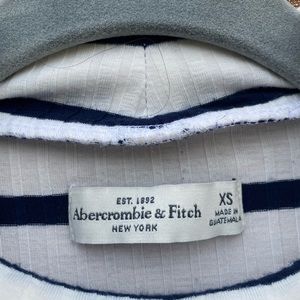 EST. 1892
Abercrombie & Fitch
NEW YORK
XS
MADE IN
GUATEMALA